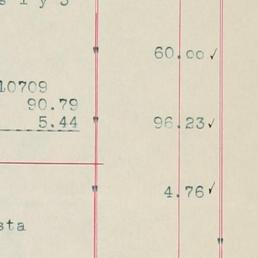 60.00 ✓
10709
90.79
5.44 96.23 ✓
4.76 ✓
sta